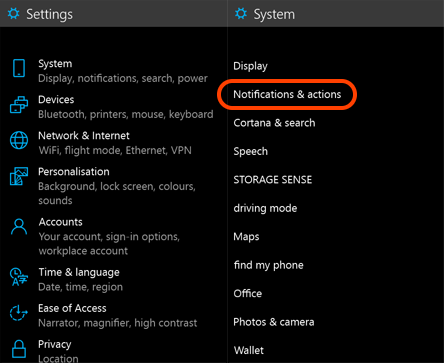 Settings
System
Display, notifications, search, power
Devices
Bluetooth, printers, mouse, keyboard
Network & Internet
WiFi, flight mode, Ethernet, VPN
Personalisation
Background, lock screen, colours,
sounds
Accounts
Your account, sign-in options,
workplace account
Time & language
Date, time, region
Ease of Access
Narrator, magnifier, high contrast
Privacy
Location
System
Display
Notifications & actions
Cortana & search
Speech
STORAGE SENSE
driving mode
Maps
find my phone
Office
Photos & camera
Wallet